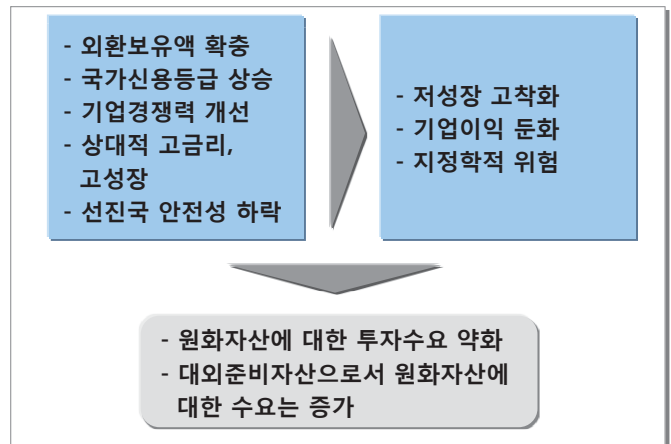 - 외환보유액 확충
- 국가신용등급 상승
- 기업경쟁력 개선
- 상대적 고금리,
고성장
- 선진국 안전성 하락
- 저성장 고착화
- 기업이익 둔화
- 지정학적 위험
- 원화자산에 대한 투자수요 약화
- 대외준비자산으로서 원화자산에
대한 수요는 증가